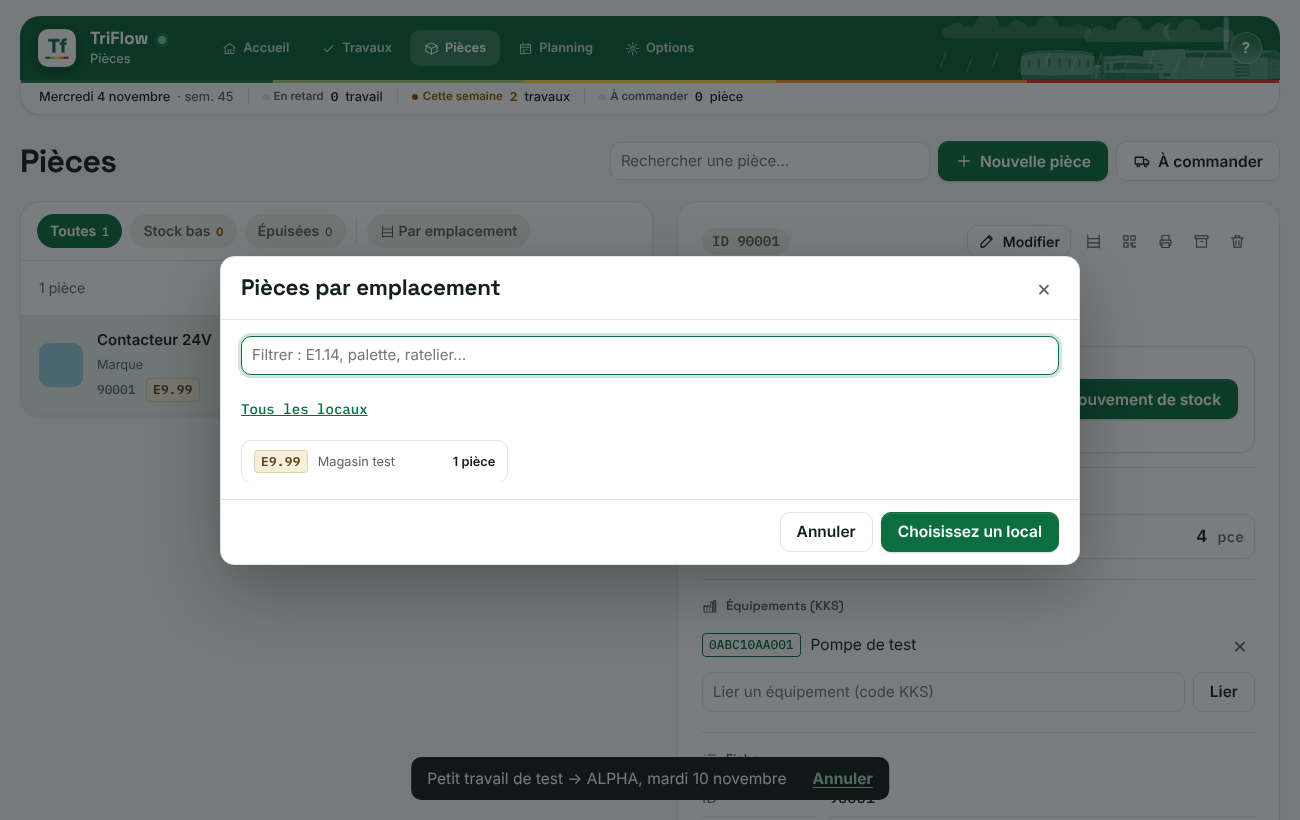 Tf
TriFlow
Pièces
Accueil
Travaux
Pièces
Planning
Options
?
Mercredi 4 novembre · sem. 45
En retard 0 travail
Cette semaine 2 travaux
À commander 0 pièce
Pièces
Rechercher une pièce...
+ Nouvelle pièce
À commander
Toutes 1
Stock bas 0
Épuisées 0
Par emplacement
ID 90001
Modifier
1 pièce
Contacteur 24V
Marque
90001 E9.99
Pièces par emplacement
×
Filtrer : E1.14, palette, ratelier...
Tous les locaux
E9.99 Magasin test 1 pièce
Annuler
Choisissez un local
ouvement de stock
4 pce
Équipements (KKS)
0ABC10AA001 Pompe de test
×
Lier un équipement (code KKS)
Lier
Petit travail de test → ALPHA, mardi 10 novembre Annuler